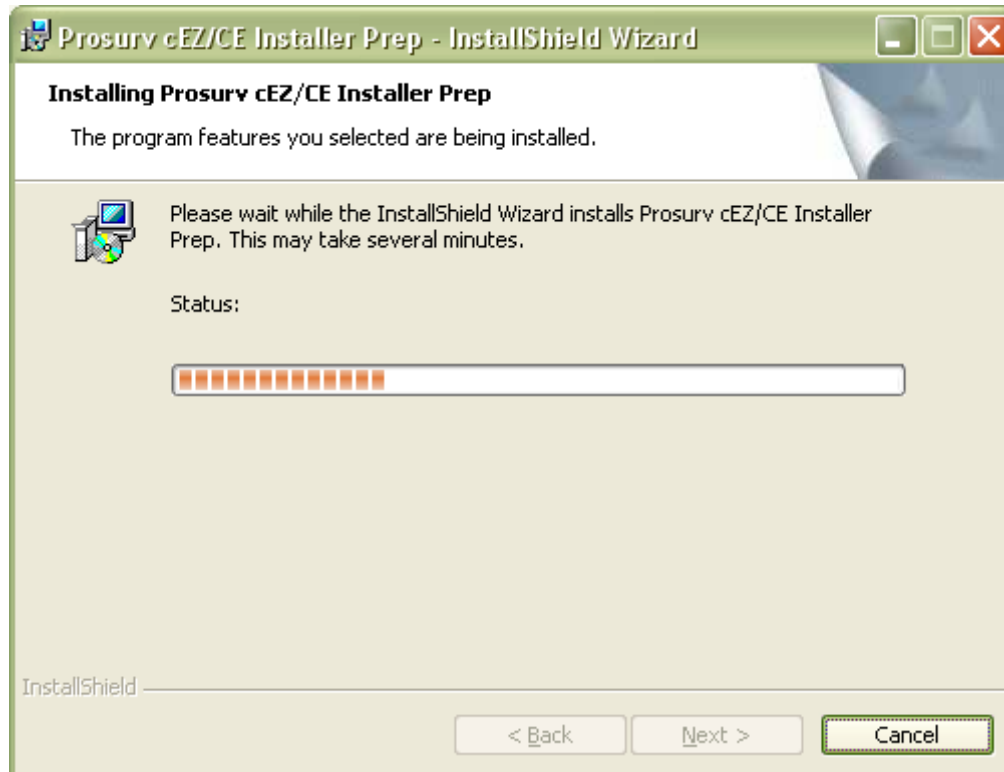 Prosurv cEZ/CE Installer Prep - InstallShield Wizard
Installing Prosurv cEZ/CE Installer Prep
The program features you selected are being installed.
Please wait while the InstallShield Wizard installs Prosurv cEZ/CE Installer
Prep. This may take several minutes.
Status:
InstallShield
< Back
Next >
Cancel